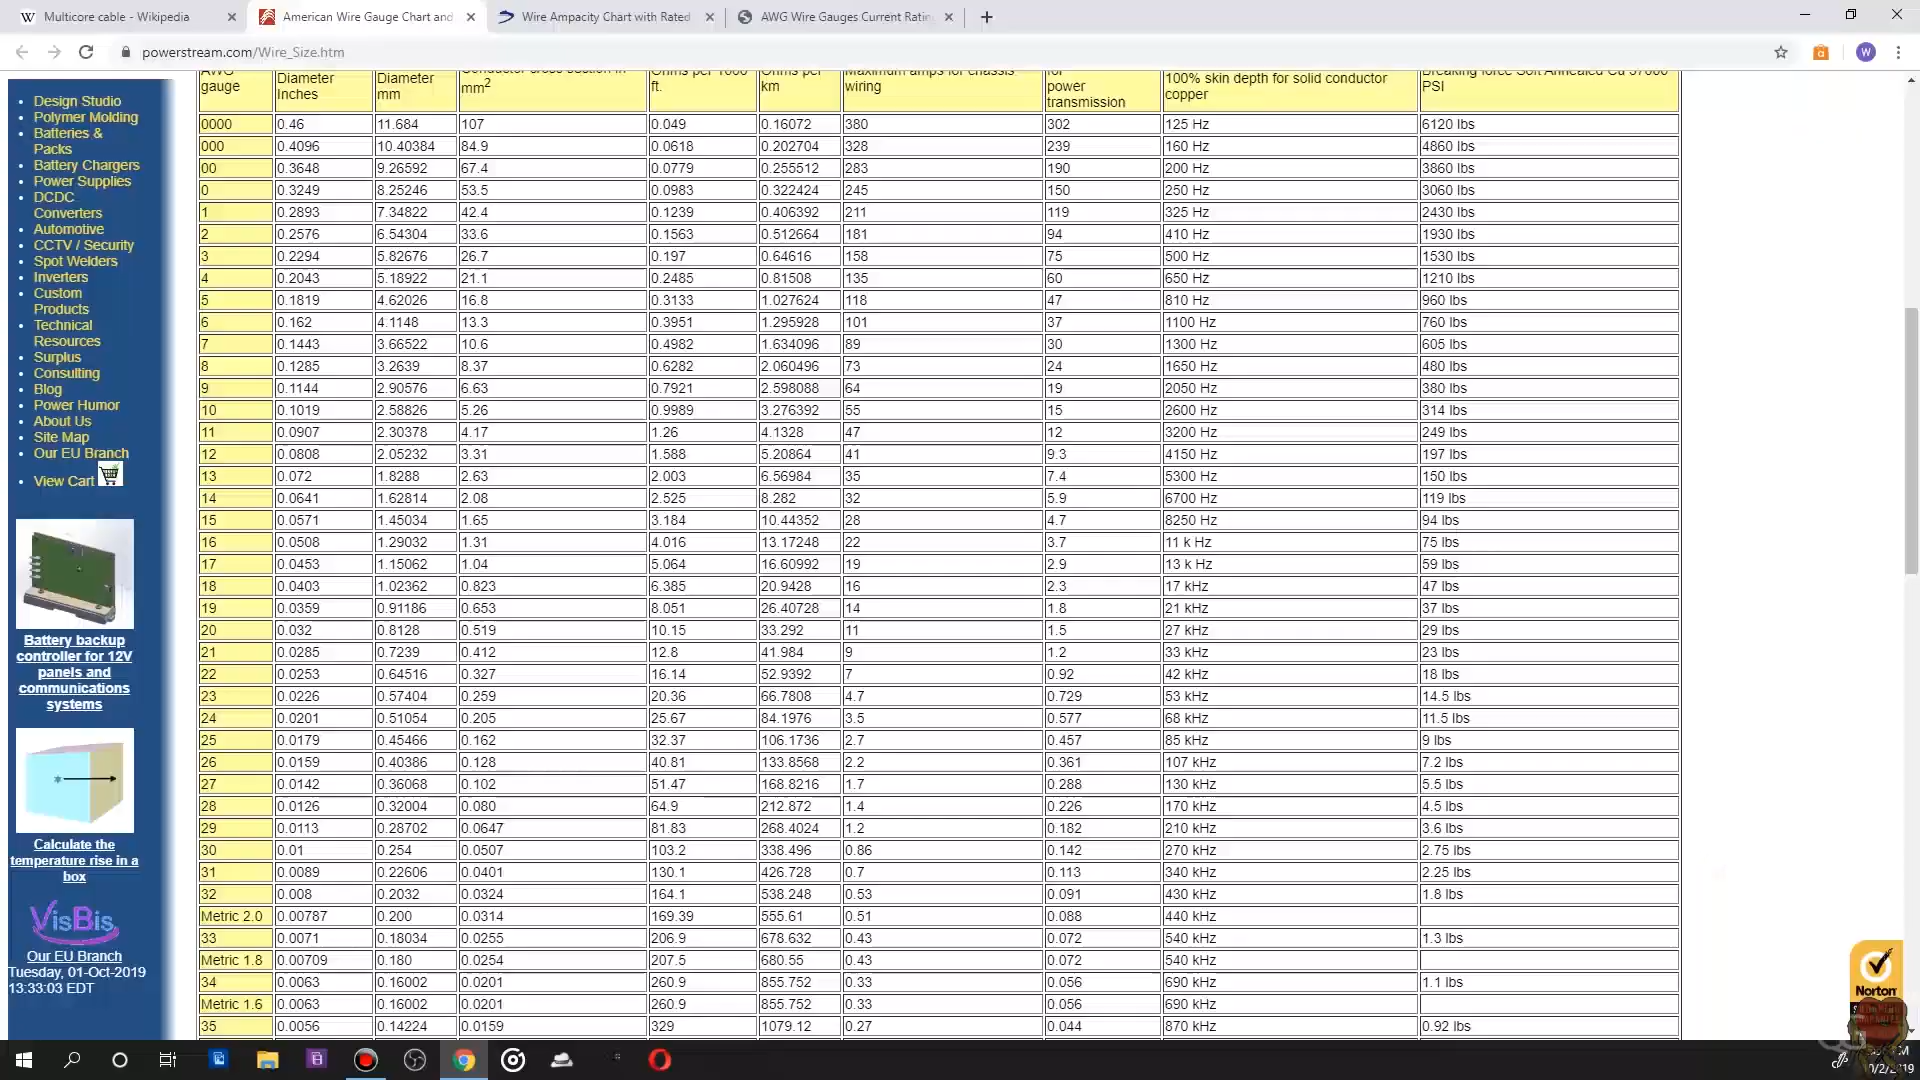 Multicore cable - Wikipedia
American Wire Gauge Chart and
Wire Ampacity Chart with Rated
AWG Wire Gauges Current Ratin
powerstream.com/Wire_Size.htm
W
Design Studio
Polymer Molding
Batteries &
Packs
Battery Chargers
Power Supplies
DCDC
Converters
Automotive
CCTV / Security
Spot Welders
Inverters
Custom
Products
Technical
Resources
Surplus
Consulting
Blog
Power Humor
About Us
Site Map
Our EU Branch
View Cart
Battery backup
controller for 12V
panels and
communications
systems
Calculate the
temperature rise in a
box
VisBis
Our EU Branch
Tuesday, 01-Oct-2019
13:33:03 EDT
AWG gauge Diameter Inches Diameter mm Conductor cross section in mm2 Ohms per 1000 ft. Ohms per km Maximum amps for chassis wiring for power transmission 100% skin depth for solid conductor copper Breaking force Soft Annealed Cu 37000 PSI
0000 0.46 11.684 107 0.049 0.16072 380 302 125 Hz 6120 lbs
000 0.4096 10.40384 84.9 0.0618 0.202704 328 239 160 Hz 4860 lbs
00 0.3648 9.26592 67.4 0.0779 0.255512 283 190 200 Hz 3860 lbs
0 0.3249 8.25246 53.5 0.0983 0.322424 245 150 250 Hz 3060 lbs
1 0.2893 7.34822 42.4 0.1239 0.406392 211 119 325 Hz 2430 lbs
2 0.2576 6.54304 33.6 0.1563 0.512664 181 94 410 Hz 1930 lbs
3 0.2294 5.82676 26.7 0.197 0.64616 158 75 500 Hz 1530 lbs
4 0.2043 5.18922 21.1 0.2485 0.81508 135 60 650 Hz 1210 lbs
5 0.1819 4.62026 16.8 0.3133 1.027624 118 47 810 Hz 960 lbs
6 0.162 4.1148 13.3 0.3951 1.295928 101 37 1100 Hz 760 lbs
7 0.1443 3.66522 10.6 0.4982 1.634096 89 30 1300 Hz 605 lbs
8 0.1285 3.2639 8.37 0.6282 2.060496 73 24 1650 Hz 480 lbs
9 0.1144 2.90576 6.63 0.7921 2.598088 64 19 2050 Hz 380 lbs
10 0.1019 2.58826 5.26 0.9989 3.276392 55 15 2600 Hz 314 lbs
11 0.0907 2.30378 4.17 1.26 4.1328 47 12 3200 Hz 249 lbs
12 0.0808 2.05232 3.31 1.588 5.20864 41 9.3 4150 Hz 197 lbs
13 0.072 1.8288 2.63 2.003 6.56984 35 7.4 5300 Hz 150 lbs
14 0.0641 1.62814 2.08 2.525 8.282 32 5.9 6700 Hz 119 lbs
15 0.0571 1.45034 1.65 3.184 10.44352 28 4.7 8250 Hz 94 lbs
16 0.0508 1.29032 1.31 4.016 13.17248 22 3.7 11 k Hz 75 lbs
17 0.0453 1.15062 1.04 5.064 16.60992 19 2.9 13 k Hz 59 lbs
18 0.0403 1.02362 0.823 6.385 20.9428 16 2.3 17 kHz 47 lbs
19 0.0359 0.91186 0.653 8.051 26.40728 14 1.8 21 kHz 37 lbs
20 0.032 0.8128 0.519 10.15 33.292 11 1.5 27 kHz 29 lbs
21 0.0285 0.7239 0.412 12.8 41.984 9 1.2 33 kHz 23 lbs
22 0.0253 0.64516 0.327 16.14 52.9392 7 0.92 42 kHz 18 lbs
23 0.0226 0.57404 0.259 20.36 66.7808 4.7 0.729 53 kHz 14.5 lbs
24 0.0201 0.51054 0.205 25.67 84.1976 3.5 0.577 68 kHz 11.5 lbs
25 0.0179 0.45466 0.162 32.37 106.1736 2.7 0.457 85 kHz 9 lbs
26 0.0159 0.40386 0.128 40.81 133.8568 2.2 0.361 107 kHz 7.2 lbs
27 0.0142 0.36068 0.102 51.47 168.8216 1.7 0.288 130 kHz 5.5 lbs
28 0.0126 0.32004 0.080 64.9 212.872 1.4 0.226 170 kHz 4.5 lbs
29 0.0113 0.28702 0.0647 81.83 268.4024 1.2 0.182 210 kHz 3.6 lbs
30 0.01 0.254 0.0507 103.2 338.496 0.86 0.142 270 kHz 2.75 lbs
31 0.0089 0.22606 0.0401 130.1 426.728 0.7 0.113 340 kHz 2.25 lbs
32 0.008 0.2032 0.0324 164.1 538.248 0.53 0.091 430 kHz 1.8 lbs
Metric 2.0 0.00787 0.200 0.0314 169.39 555.61 0.51 0.088 440 kHz
33 0.0071 0.18034 0.0255 206.9 678.632 0.43 0.072 540 kHz 1.3 lbs
Metric 1.8 0.00709 0.180 0.0254 207.5 680.55 0.43 0.072 540 kHz
34 0.0063 0.16002 0.0201 260.9 855.752 0.33 0.056 690 kHz 1.1 lbs
Metric 1.6 0.0063 0.16002 0.0201 260.9 855.752 0.33 0.056 690 kHz
35 0.0056 0.14224 0.0159 329 1079.12 0.27 0.044 870 kHz 0.92 lbs
Norton